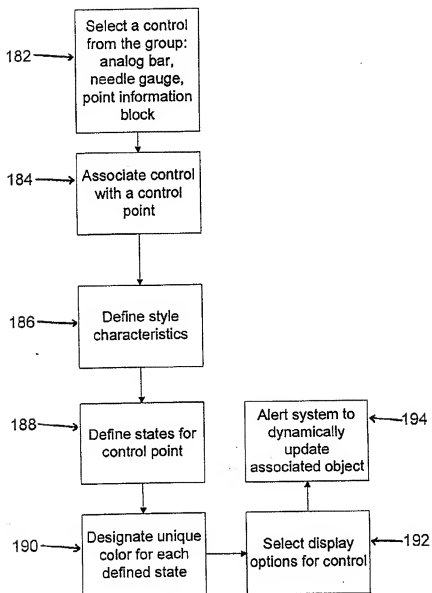 182
Select a control
from the group:
analog bar,
needle gauge,
point information
block
184
Associate control
with a control
point
186
Define style
characteristics
188
Define states for
control point
190
Designate unique
color for each
defined state
Select display
options for control
192
Alert system to
dynamically
update
associated object
194